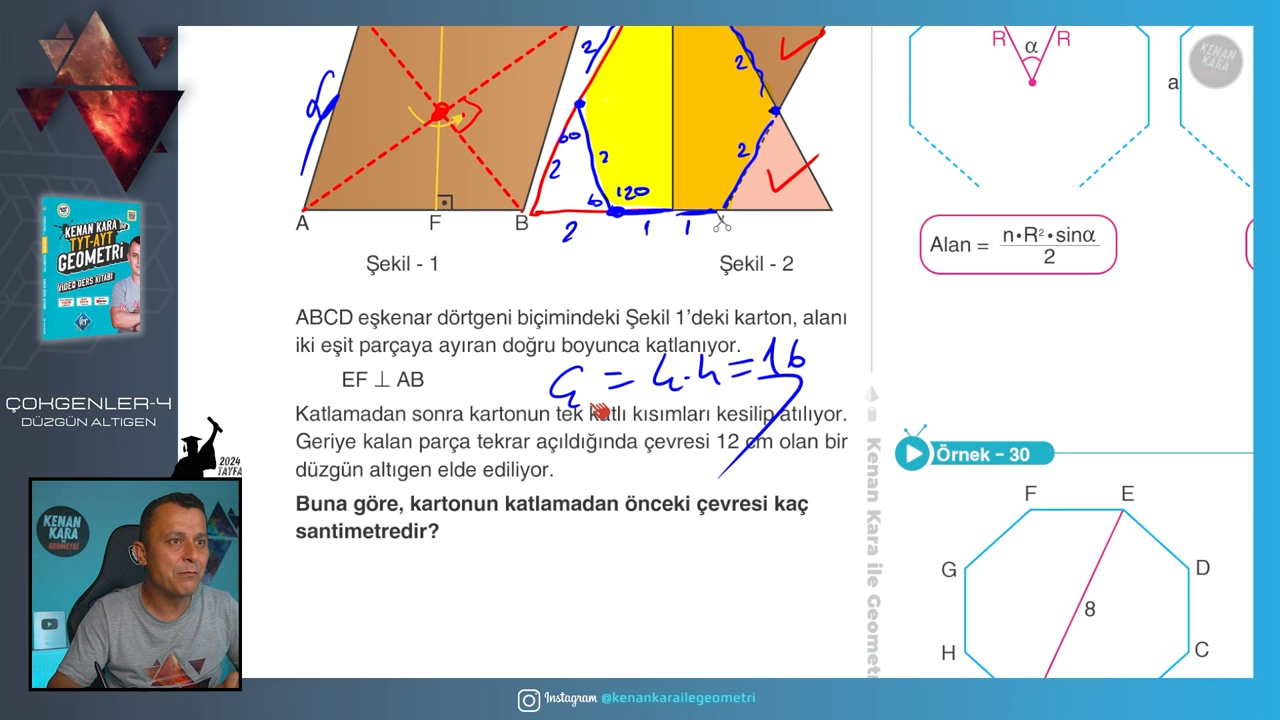 KENAN KARA
TYT-AYT
GEOMETRİ
VİDEO DERS KİTABI
ÇOKGENLER-4
DÜZGÜN ALTIGEN
2024
TAYFA
KENAN
KARA
GEOMETRİ
2
2
60
2
2
60
120
2
2
2
1
1
A
F
B
Şekil - 1
Şekil - 2
ABCD eşkenar dörtgeni biçimindeki Şekil 1'deki karton, alanı
iki eşit parçaya ayıran doğru boyunca katlanıyor.
EF ⊥ AB
Ç = 4.4 = 16
Katlamadan sonra kartonun tek katlı kısımları kesilip atılıyor.
Geriye kalan parça tekrar açıldığında çevresi 12 cm olan bir
düzgün altıgen elde ediliyor.
Buna göre, kartonun katlamadan önceki çevresi kaç
santimetredir?
R
α
R
a
KENAN
KARA
Alan = n•R²•sinα / 2
Kenan Kara ile Geometri
Örnek – 30
F
E
G
D
8
H
C
Instagram @kenankarailegeometri